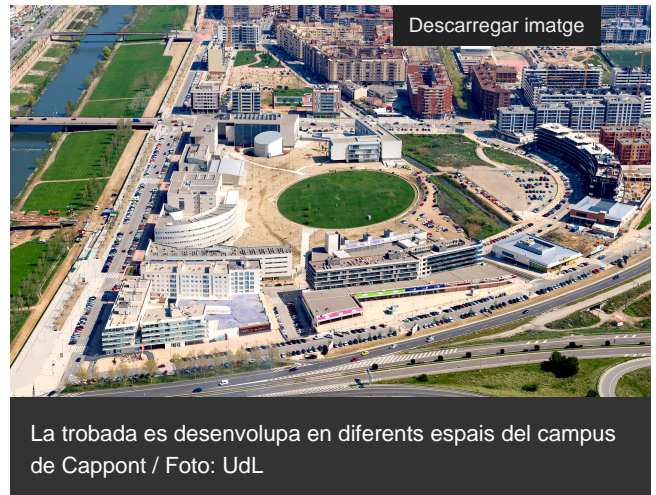 Descarregar imatge
La trobada es desenvolupa en diferents espais del campus
de Cappont / Foto: UdL